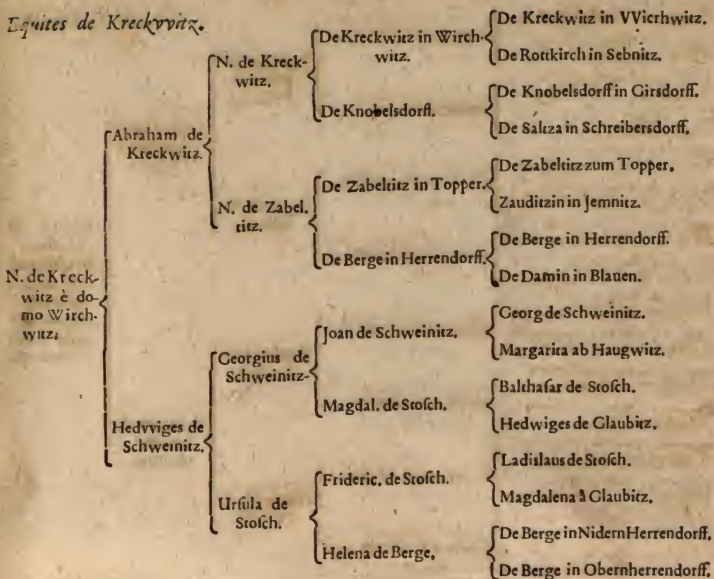 Equites de Kreckvvitz.
N. de Kreck-
witz è do-
mo Wirch-
witz.
Abraham de
Kreckwitz.
Hedvviges de
Schweinitz.
N. de Kreck-
witz.
N. de Zabel-
titz.
Georgius de
Schweinitz-
Urſula de
Stoſch.
De Kreckwitz in Wirch-
witz.
De Knobelsdorff.
De Zabeltitz in Topper.
De Berge in Herrendorff.
Joan de Schweinitz.
Magdal. de Stoſch.
Frideric. de Stoſch.
Helena de Berge.
De Kreckwitz in VVierhwitz.
De Rottkirch in Sebnitz.
De Knobelsdorff in Girsdorff.
De Saltza in Schreibersdorff.
De Zabeltitz zum Topper.
Zauditzin in Jemnitz.
De Berge in Herrendorff.
De Damin in Blauen.
Georg de Schweinitz.
Margarita ab Haugwitz.
Balthaſar de Stoſch.
Hedwiges de Glaubitz.
Ladislaus de Stoſch.
Magdalena à Glaubitz.
De Berge in Nidern Herrendorff.
De Berge in Obernherrendorff.